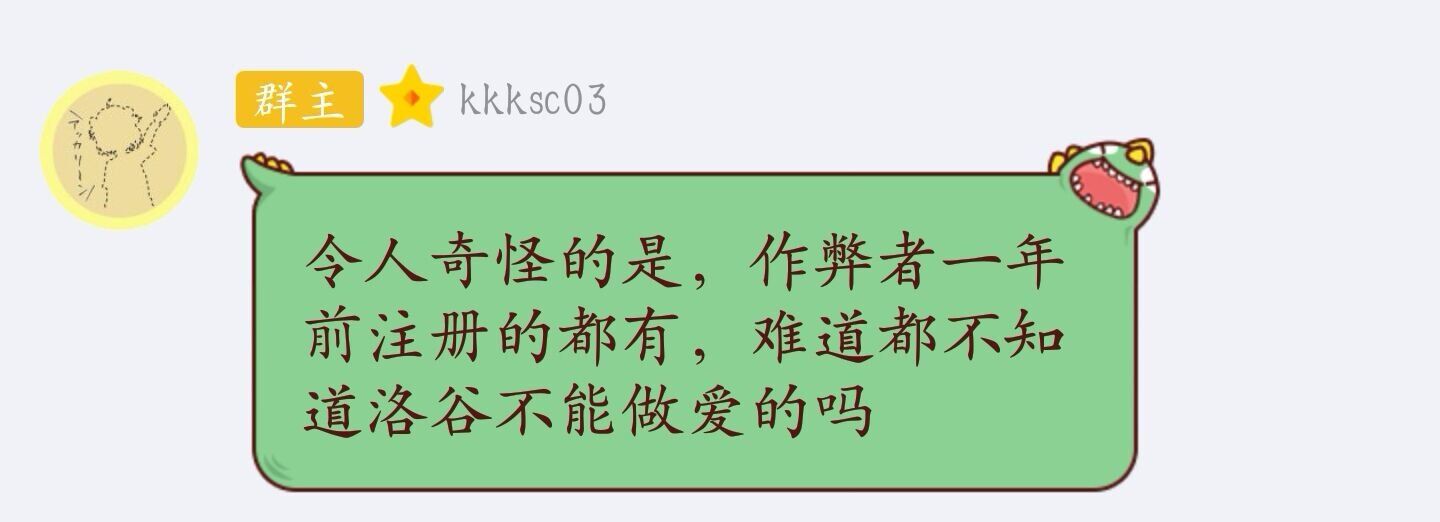 群主 kkksc03
アッカリ～ン
令人奇怪的是，作弊者一年
前注册的都有，难道都不知
道洛谷不能做爱的吗